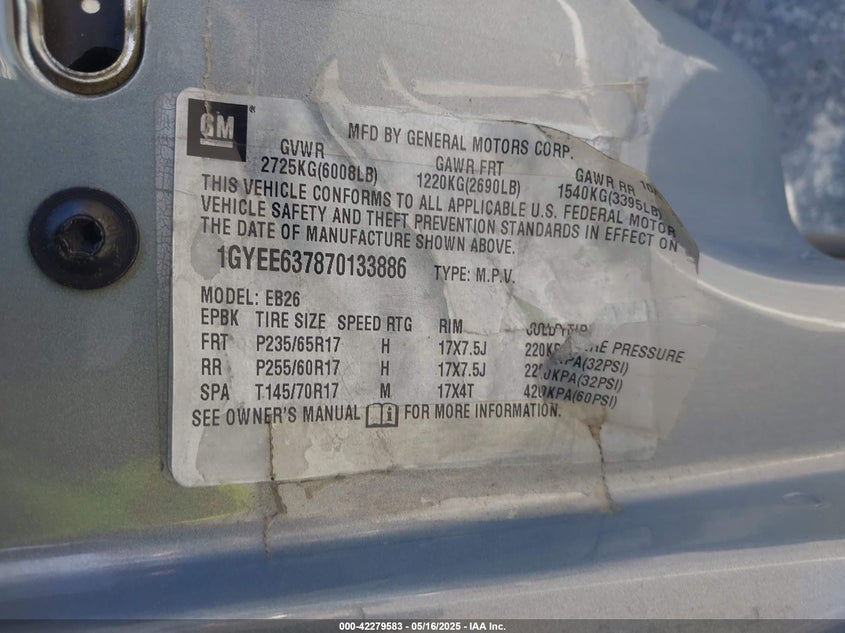 GM®
MFD BY GENERAL MOTORS CORP.
GVWR GAWR FRT GAWR RR
2725KG(6008LB) 1220KG(2690LB) 1540KG(3395LB)
THIS VEHICLE CONFORMS TO ALL APPLICABLE U.S. FEDERAL MOTOR
VEHICLE SAFETY AND THEFT PREVENTION STANDARDS IN EFFECT ON
THE DATE OF MANUFACTURE SHOWN ABOVE.
1GYEE637870133886 TYPE: M.P.V.
MODEL: EB26
EPBK TIRE SIZE SPEED RTG RIM PRESSURE
FRT P235/65R17 H 17X7.5J 220KPA(32PSI)
RR P255/60R17 H 17X7.5J 220KPA(32PSI)
SPA T145/70R17 M 17X4T 420KPA(60PSI)
SEE OWNER'S MANUAL FOR MORE INFORMATION.
000-42279583 - 05/16/2025 - IAA Inc.